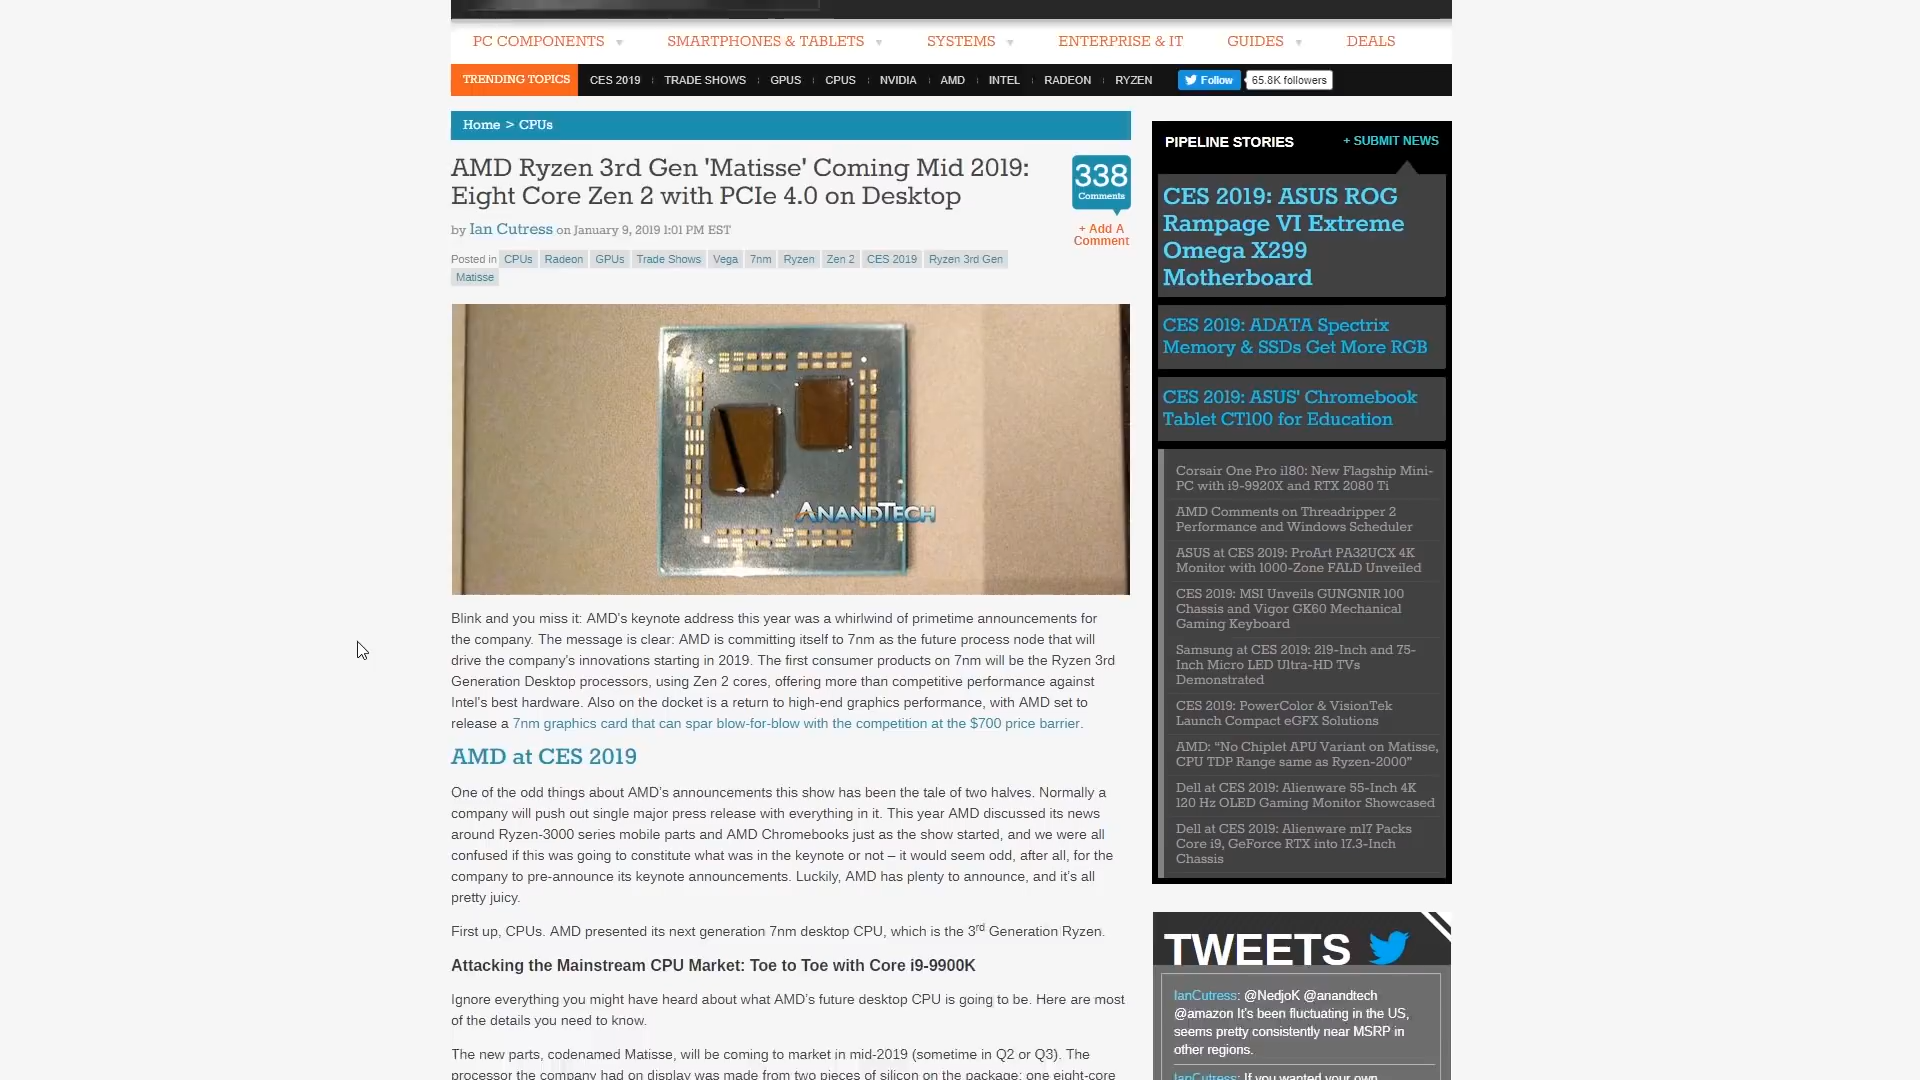 PC COMPONENTS
SMARTPHONES & TABLETS
SYSTEMS
ENTERPRISE & IT
GUIDES
DEALS
TRENDING TOPICS
CES 2019
TRADE SHOWS
GPUS
CPUS
NVIDIA
AMD
INTEL
RADEON
RYZEN
Follow
65.8K followers
Home > CPUs
AMD Ryzen 3rd Gen 'Matisse' Coming Mid 2019:
Eight Core Zen 2 with PCIe 4.0 on Desktop
by Ian Cutress on January 9, 2019 1:01 PM EST
338
Comments
+ Add A
Comment
Posted in CPUs Radeon GPUs Trade Shows Vega 7nm Ryzen Zen 2 CES 2019 Ryzen 3rd Gen
Matisse
ANANDTECH
Blink and you miss it: AMD's keynote address this year was a whirlwind of primetime announcements for
the company. The message is clear: AMD is committing itself to 7nm as the future process node that will
drive the company's innovations starting in 2019. The first consumer products on 7nm will be the Ryzen 3rd
Generation Desktop processors, using Zen 2 cores, offering more than competitive performance against
Intel's best hardware. Also on the docket is a return to high-end graphics performance, with AMD set to
release a 7nm graphics card that can spar blow-for-blow with the competition at the $700 price barrier.
AMD at CES 2019
One of the odd things about AMD's announcements this show has been the tale of two halves. Normally a
company will push out single major press release with everything in it. This year AMD discussed its news
around Ryzen-3000 series mobile parts and AMD Chromebooks just as the show started, and we were all
confused if this was going to constitute what was in the keynote or not – it would seem odd, after all, for the
company to pre-announce its keynote announcements. Luckily, AMD has plenty to announce, and it's all
pretty juicy.
First up, CPUs. AMD presented its next generation 7nm desktop CPU, which is the 3rd Generation Ryzen.
Attacking the Mainstream CPU Market: Toe to Toe with Core i9-9900K
Ignore everything you might have heard about what AMD's future desktop CPU is going to be. Here are most
of the details you need to know.
The new parts, codenamed Matisse, will be coming to market in mid-2019 (sometime in Q2 or Q3). The
processor the company had on display was made from two pieces of silicon on the package: one eight-core
PIPELINE STORIES
+ SUBMIT NEWS
CES 2019: ASUS ROG
Rampage VI Extreme
Omega X299
Motherboard
CES 2019: ADATA Spectrix
Memory & SSDs Get More RGB
CES 2019: ASUS' Chromebook
Tablet CT100 for Education
Corsair One Pro i180: New Flagship Mini-
PC with i9-9920X and RTX 2080 Ti
AMD Comments on Threadripper 2
Performance and Windows Scheduler
ASUS at CES 2019: ProArt PA32UCX 4K
Monitor with 1000-Zone FALD Unveiled
CES 2019: MSI Unveils GUNGNIR 100
Chassis and Vigor GK60 Mechanical
Gaming Keyboard
Samsung at CES 2019: 219-Inch and 75-
Inch Micro LED Ultra-HD TVs
Demonstrated
CES 2019: PowerColor & VisionTek
Launch Compact eGFX Solutions
AMD: “No Chiplet APU Variant on Matisse,
CPU TDP Range same as Ryzen-2000”
Dell at CES 2019: Alienware 55-Inch 4K
120 Hz OLED Gaming Monitor Showcased
Dell at CES 2019: Alienware m17 Packs
Core i9, GeForce RTX into 17.3-Inch
Chassis
TWEETS
IanCutress: @NedjoK @anandtech
@amazon It's been fluctuating in the US,
seems pretty consistently near MSRP in
other regions.
IanCutress: If you wanted your own